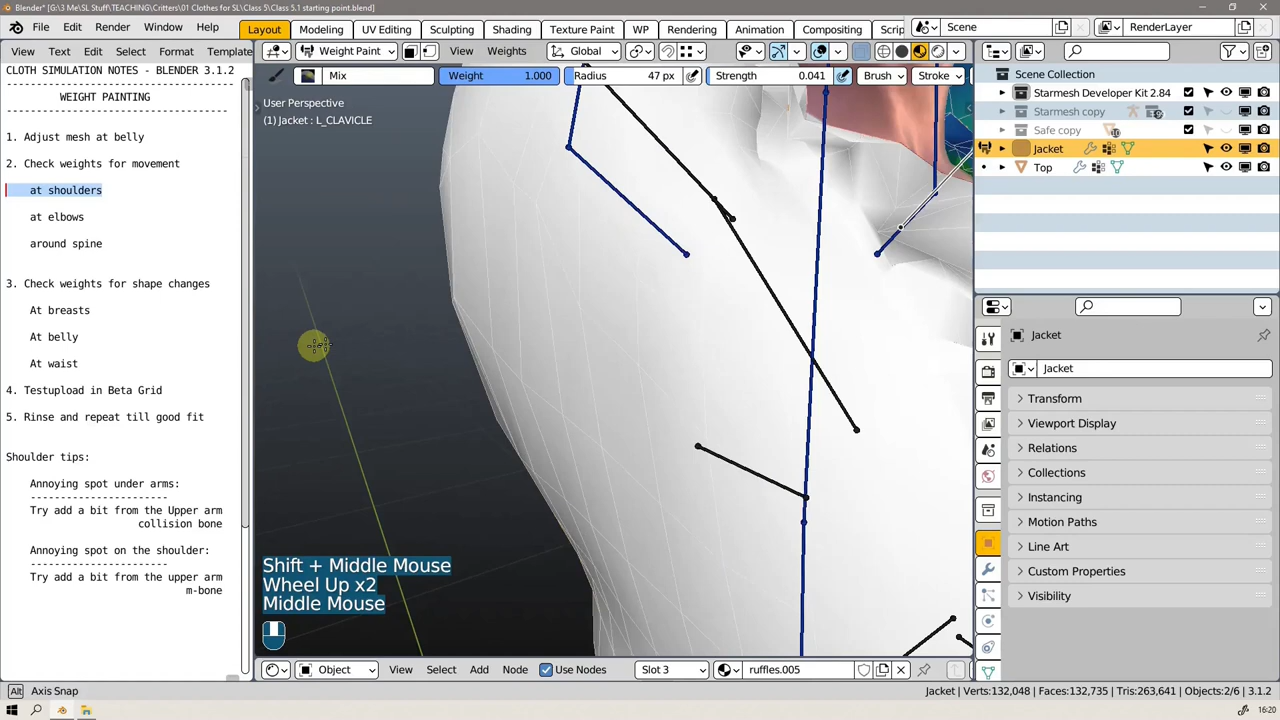 Blender* [G:\3 Me\SL Stuff\TEACHING\Critters\01 Clothes for SL\Class 5\Class 5.1 starting point.blend]
File Edit Render Window Help Layout Modeling UV Editing Sculpting Shading Texture Paint WP Rendering Animation Compositing Scrip Scene RenderLayer
View Text Edit Select Format Template Weight Paint View Weights Global
Mix Weight 1.000 Radius 47 px Strength 0.041 Brush Stroke
CLOTH SIMULATION NOTES - BLENDER 3.1.2
WEIGHT PAINTING
1. Adjust mesh at belly
2. Check weights for movement
at shoulders
at elbows
around spine
3. Check weights for shape changes
At breasts
At belly
At waist
4. Testupload in Beta Grid
5. Rinse and repeat till good fit
Shoulder tips:
Annoying spot under arms:
Try add a bit from the Upper arm
collision bone
Annoying spot on the shoulder:
Try add a bit from the upper arm
m-bone
User Perspective
(1) Jacket : L_CLAVICLE
Shift + Middle Mouse
Wheel Up x2
Middle Mouse
Scene Collection
Starmesh Developer Kit 2.84
Starmesh copy
Safe copy
Jacket
Top
Jacket
Jacket
Transform
Viewport Display
Relations
Collections
Instancing
Motion Paths
Line Art
Custom Properties
Visibility
Object View Select Add Node Use Nodes Slot 3 ruffles.005
Alt Axis Snap Jacket | Verts:132,048 | Faces:132,735 | Tris:263,641 | Objects:2/6 | 3.1.2
16:20